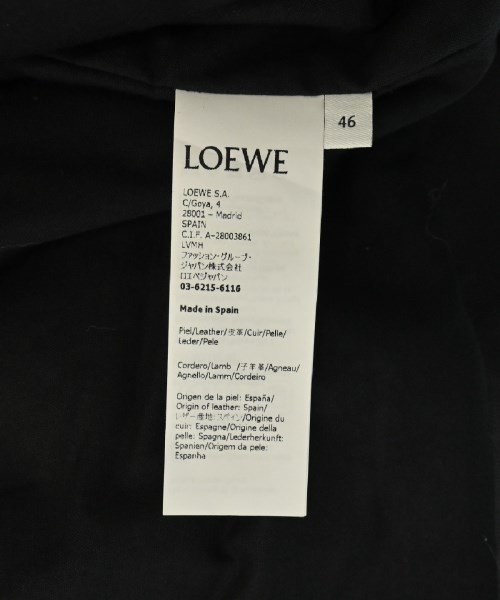 46
LOEWE
LOEWE S.A.
C/Goya, 4
28001 – Madrid
SPAIN
C.I.F. A-28003861
LVMH
ファッション・グループ・
ジャパン株式会社
ロエベジャパン
03-6215-6116
Made in Spain
Piel/Leather/皮革/Cuir/Pelle/
Leder/Pele
Cordero/Lamb /子羊革/Agneau/
Agnello/Lamm/Cordeiro
Origen de la piel: España/
Origin of leather: Spain/
レザー産地: スペイン/Origine du
cuir: Espagne/Origine della
pelle: Spagna/Lederherkunft:
Spanien/Origem da pele:
Espanha